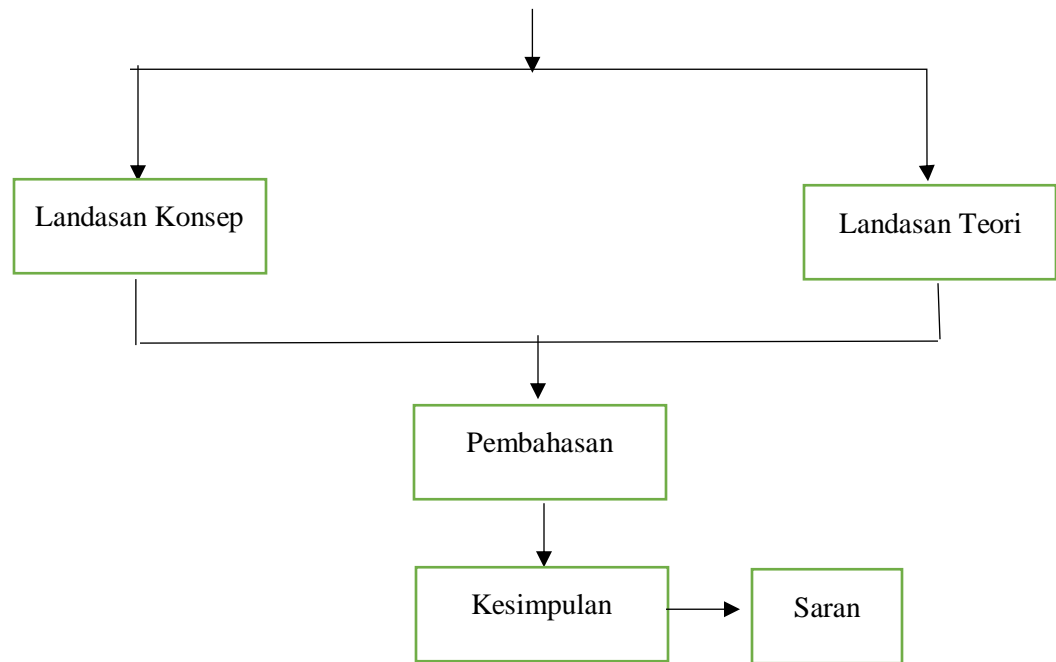 Landasan Konsep
Landasan Teori
Pembahasan
Kesimpulan
Saran